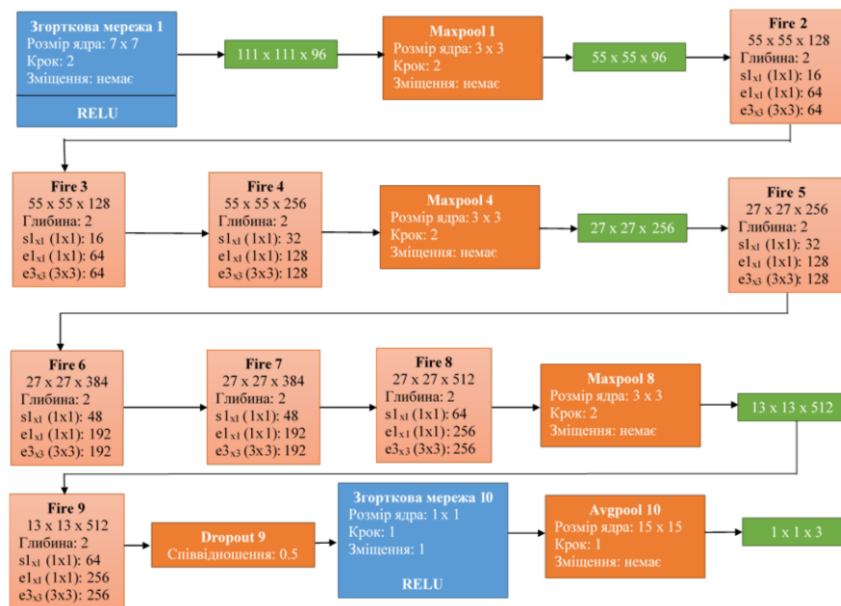 Згорткова мережа 1
Розмір ядра: 7 x 7
Крок: 2
Зміщення: немає
RELU
111 x 111 x 96
Maxpool 1
Розмір ядра: 3 x 3
Крок: 2
Зміщення: немає
55 x 55 x 96
Fire 2
55 x 55 x 128
Глибина: 2
s1x1 (1x1): 16
e1x1 (1x1): 64
e3x3 (3x3): 64
Fire 3
55 x 55 x 128
Глибина: 2
s1x1 (1x1): 16
e1x1 (1x1): 64
e3x3 (3x3): 64
Fire 4
55 x 55 x 256
Глибина: 2
s1x1 (1x1): 32
e1x1 (1x1): 128
e3x3 (3x3): 128
Maxpool 4
Розмір ядра: 3 x 3
Крок: 2
Зміщення: немає
27 x 27 x 256
Fire 5
27 x 27 x 256
Глибина: 2
s1x1 (1x1): 32
e1x1 (1x1): 128
e3x3 (3x3): 128
Fire 6
27 x 27 x 384
Глибина: 2
s1x1 (1x1): 48
e1x1 (1x1): 192
e3x3 (3x3): 192
Fire 7
27 x 27 x 384
Глибина: 2
s1x1 (1x1): 48
e1x1 (1x1): 192
e3x3 (3x3): 192
Fire 8
27 x 27 x 512
Глибина: 2
s1x1 (1x1): 64
e1x1 (1x1): 256
e3x3 (3x3): 256
Maxpool 8
Розмір ядра: 3 x 3
Крок: 2
Зміщення: немає
13 x 13 x 512
Fire 9
13 x 13 x 512
Глибина: 2
s1x1 (1x1): 64
e1x1 (1x1): 256
e3x3 (3x3): 256
Dropout 9
Співвідношення: 0.5
Згорткова мережа 10
Розмір ядра: 1 x 1
Крок: 1
Зміщення: 1
RELU
Avgpool 10
Розмір ядра: 15 x 15
Крок: 1
Зміщення: немає
1 x 1 x 3